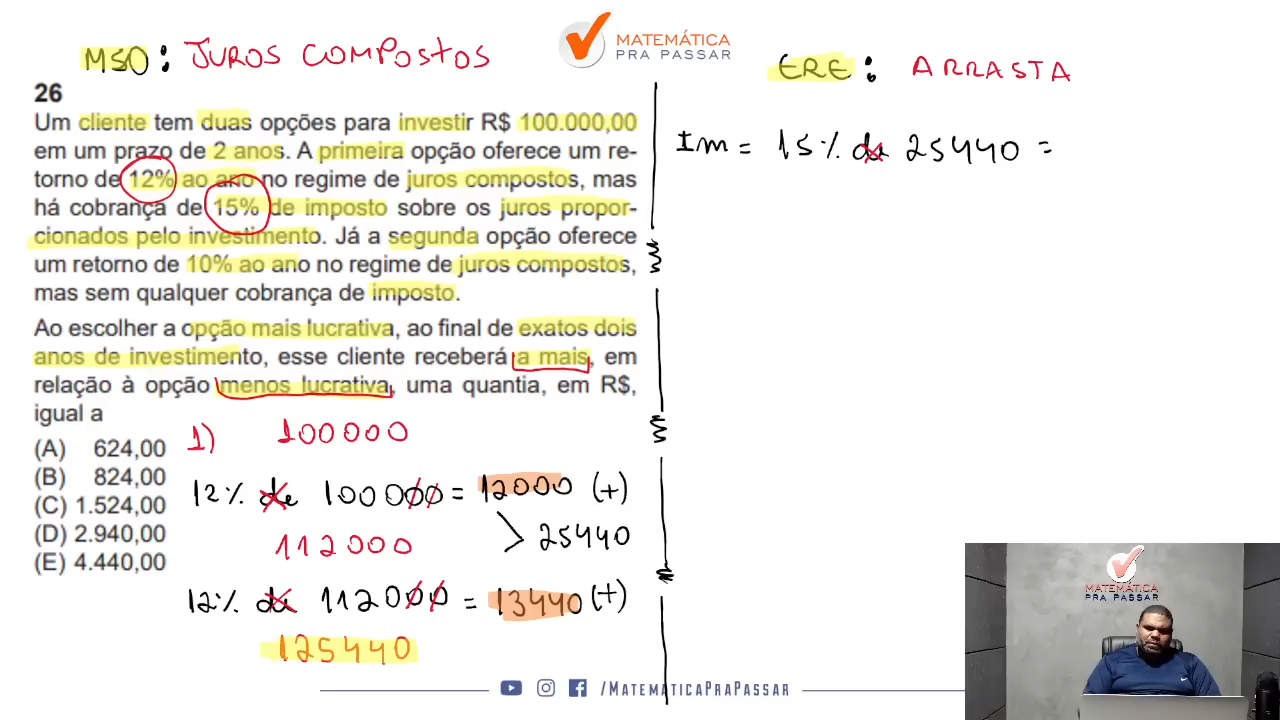 MSO: JUROS COMPOSTOS
MATEMÁTICA
PRA PASSAR
26
Um cliente tem duas opções para investir R$ 100.000,00
em um prazo de 2 anos. A primeira opção oferece um re-
torno de 12% ao ano no regime de juros compostos, mas
há cobrança de 15% de imposto sobre os juros propor-
cionados pelo investimento. Já a segunda opção oferece
um retorno de 10% ao ano no regime de juros compostos,
mas sem qualquer cobrança de imposto.
Ao escolher a opção mais lucrativa, ao final de exatos dois
anos de investimento, esse cliente receberá a mais, em
relação à opção menos lucrativa, uma quantia, em R$,
igual a
(A) 624,00
(B) 824,00
(C) 1.524,00
(D) 2.940,00
(E) 4.440,00
1) 100000
12% de 100000 = 12000 (+)
> 25440
112000
12% de 112000 = 13440 (+)
125440
ERE: ARRASTA
Im = 15% de 25440 =
MATEMÁTICA
PRA PASSAR
/MatematicaPraPassar